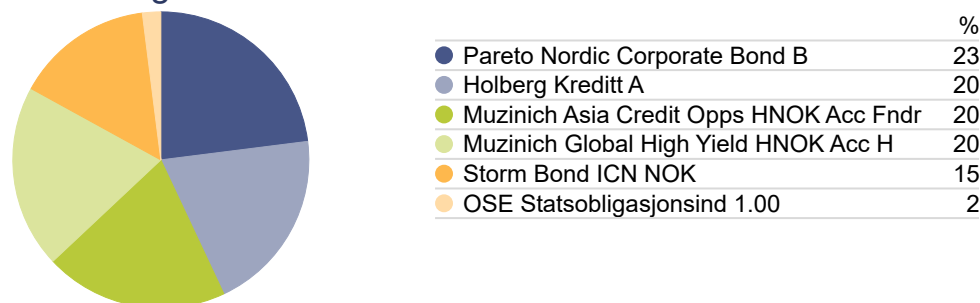 %
Pareto Nordic Corporate Bond B 23
Holberg Kreditt A 20
Muzinich Asia Credit Opps HNOK Acc Fndr 20
Muzinich Global High Yield HNOK Acc H 20
Storm Bond ICN NOK 15
OSE Statsobligasjonsind 1.00 2